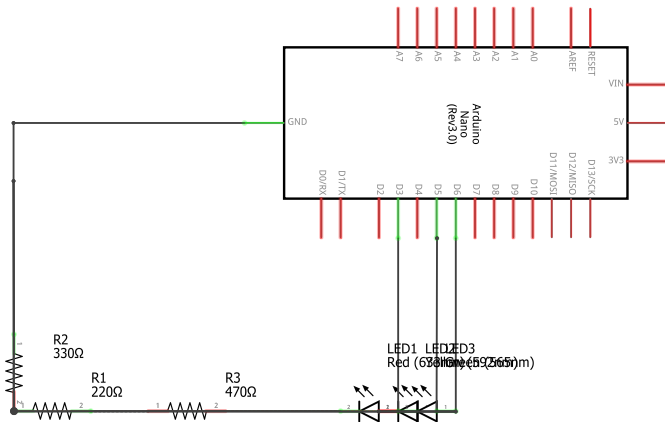 A7
A6
A5
A4
A3
A2
A1
A0
AREF
RESET
VIN
5V
3V3
GND
Arduino
Nano
(Rev3.0)
D0/RX
D1/TX
D2
D3
D4
D5
D6
D7
D8
D9
D10
D11/MOSI
D12/MISO
D13/SCK
R2
330Ω
1
2
R1
220Ω
2
R3
470Ω
1
2
LED1
Red
LED3
2
2
1